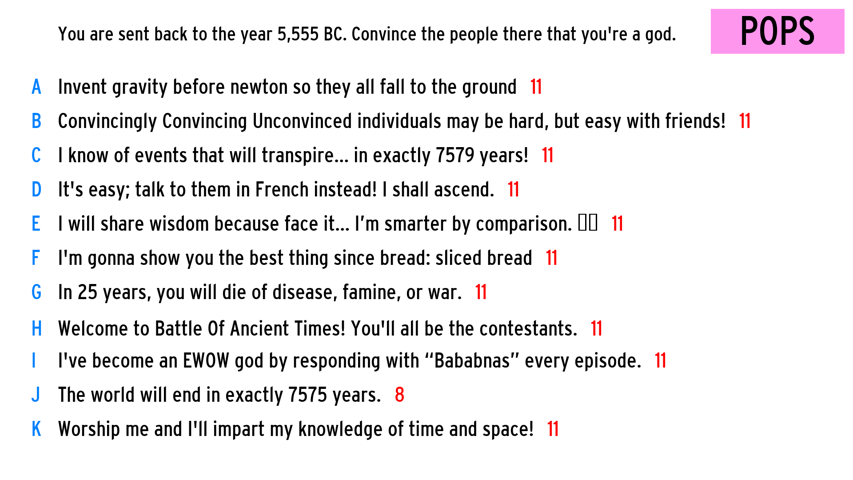 You are sent back to the year 5,555 BC. Convince the people there that you're a god.
POPS
A Invent gravity before newton so they all fall to the ground 11
B Convincingly Convincing Unconvinced individuals may be hard, but easy with friends! 11
C I know of events that will transpire... in exactly 7579 years! 11
D It's easy; talk to them in French instead! I shall ascend. 11
E I will share wisdom because face it... I’m smarter by comparison. ▯▯ 11
F I'm gonna show you the best thing since bread: sliced bread 11
G In 25 years, you will die of disease, famine, or war. 11
H Welcome to Battle Of Ancient Times! You'll all be the contestants. 11
I I've become an EWOW god by responding with “Bababnas” every episode. 11
J The world will end in exactly 7575 years. 8
K Worship me and I'll impart my knowledge of time and space! 11